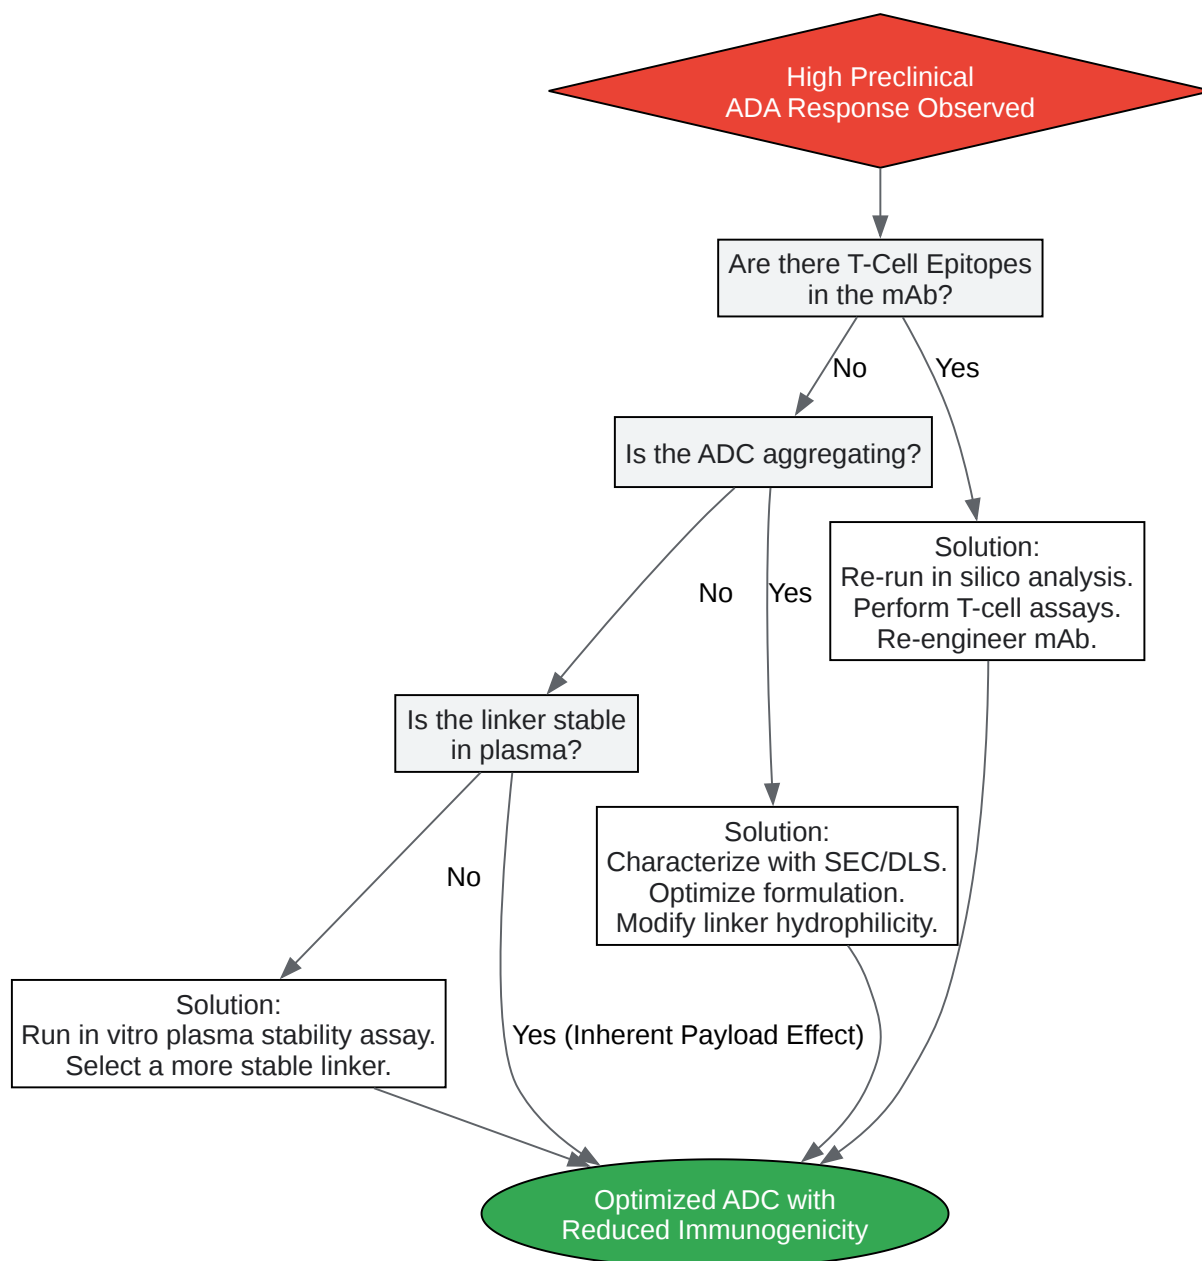 High Preclinical
ADA Response Observed
Are there T-Cell Epitopes
in the mAb?
No
Yes
Is the ADC aggregating?
Solution:
Re-run in silico analysis.
Perform T-cell assays.
Re-engineer mAb.
No
Yes
Is the linker stable
in plasma?
Solution:
Characterize with SEC/DLS.
Optimize formulation.
Modify linker hydrophilicity.
No
Solution:
Run in vitro plasma stability assay.
Select a more stable linker.
Yes (Inherent Payload Effect)
Optimized ADC with
Reduced Immunogenicity